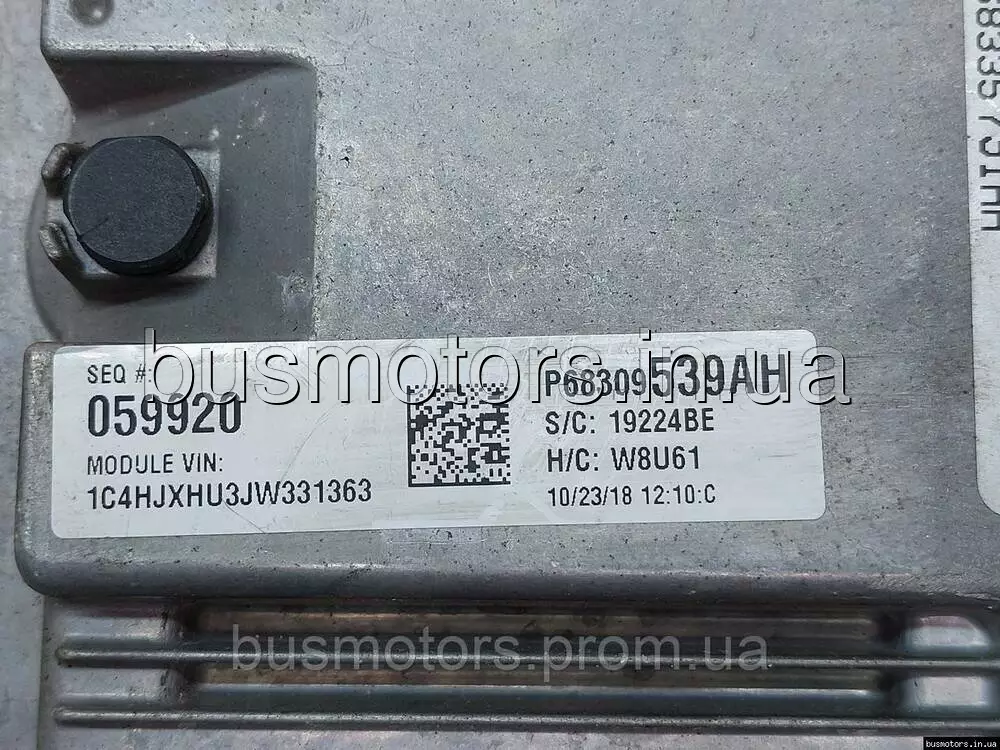 SEQ #:
059920
MODULE VIN:
1C4HJXHU3JW331363
P68309539AH
S/C: 19224BE
H/C: W8U61
10/23/18 12:10:C
busmotors.in.ua
busmotors.prom.ua
busmotors.in.ua